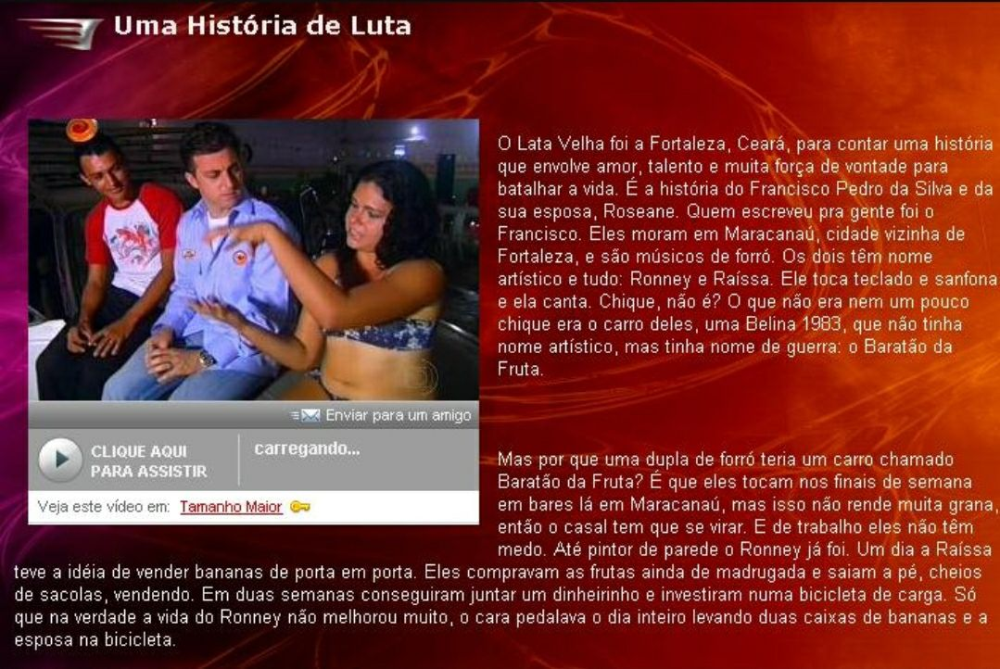 Uma História de Luta
O Lata Velha foi a Fortaleza, Ceará, para contar uma história
que envolve amor, talento e muita força de vontade para
batalhar a vida. É a história do Francisco Pedro da Silva e da
sua esposa, Roseane. Quem escreveu pra gente foi o
Francisco. Eles moram em Maracanaú, cidade vizinha de
Fortaleza, e são músicos de forró. Os dois têm nome
artístico e tudo: Ronney e Raíssa. Ele toca teclado e sanfona
e ela canta. Chique, não é? O que não era nem um pouco
chique era o carro deles, uma Belina 1983, que não tinha
nome artístico, mas tinha nome de guerra: o Baratão da
Fruta.
Enviar para um amigo
CLIQUE AQUI
PARA ASSISTIR
carregando...
Veja este vídeo em: Tamanho Maior
Mas por que uma dupla de forró teria um carro chamado
Baratão da Fruta? É que eles tocam nos finais de semana
em bares lá em Maracanaú, mas isso não rende muita grana,
então o casal tem que se virar. E de trabalho eles não têm
medo. Até pintor de parede o Ronney já foi. Um dia a Raíssa
teve a idéia de vender bananas de porta em porta. Eles compravam as frutas ainda de madrugada e saiam a pé, cheios
de sacolas, vendendo. Em duas semanas conseguiram juntar um dinheirinho e investiram numa bicicleta de carga. Só
que na verdade a vida do Ronney não melhorou muito, o cara pedalava o dia inteiro levando duas caixas de bananas e a
esposa na bicicleta.